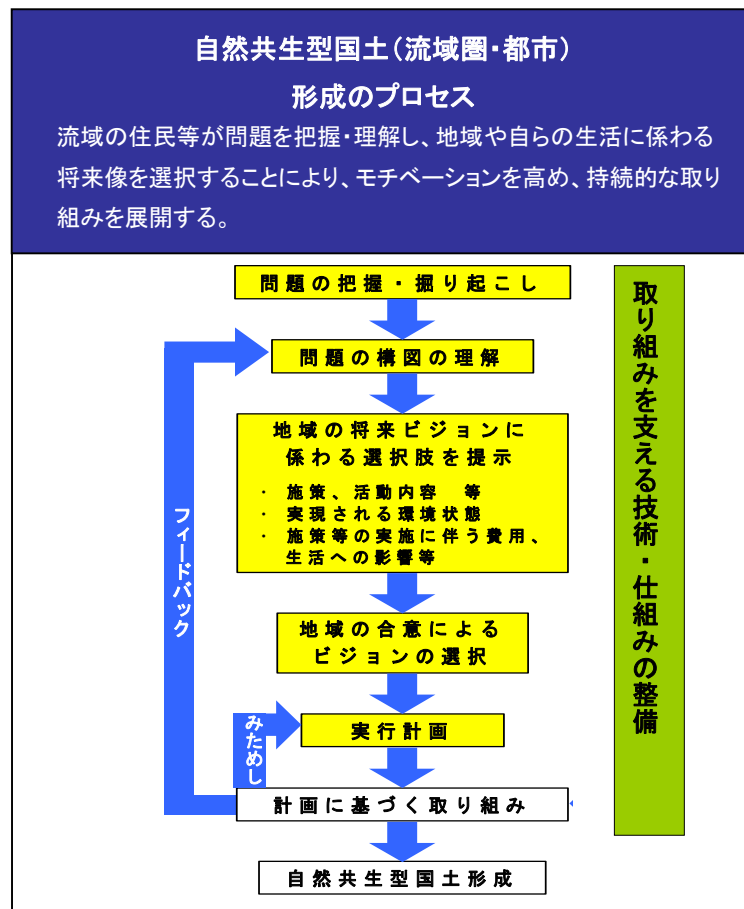 自然共生型国土(流域圏・都市)
形成のプロセス
流域の住民等が問題を把握・理解し、地域や自らの生活に係わる
将来像を選択することにより、モチベーションを高め、持続的な取り
組みを展開する。
問題の把握・掘り起こし
問題の構図の理解
地域の将来ビジョンに
係わる選択肢を提示
・ 施策、活動内容 等
・ 実現される環境状態
・ 施策等の実施に伴う費用、
生活への影響等
地域の合意による
ビジョンの選択
実行計画
みためし
計画に基づく取り組み
自然共生型国土形成
フィードバック
取り組みを支える技術・仕組みの整備